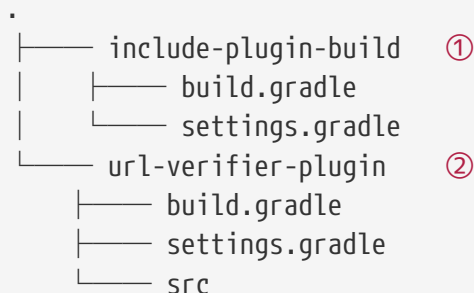 .
├── include-plugin-build ①
│   ├── build.gradle
│   └── settings.gradle
└── url-verifier-plugin ②
    ├── build.gradle
    ├── settings.gradle
    └── src